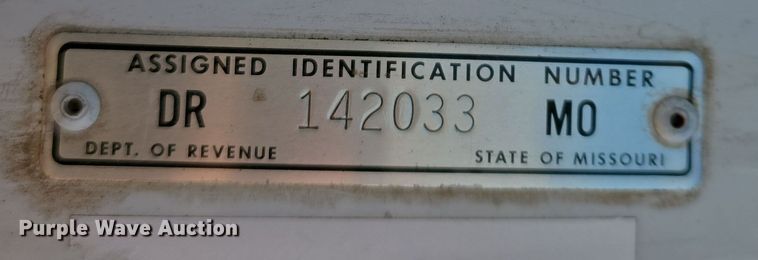 ASSIGNED IDENTIFICATION NUMBER
DR 142033 MO
DEPT. OF REVENUE STATE OF MISSOURI
Purple Wave Auction